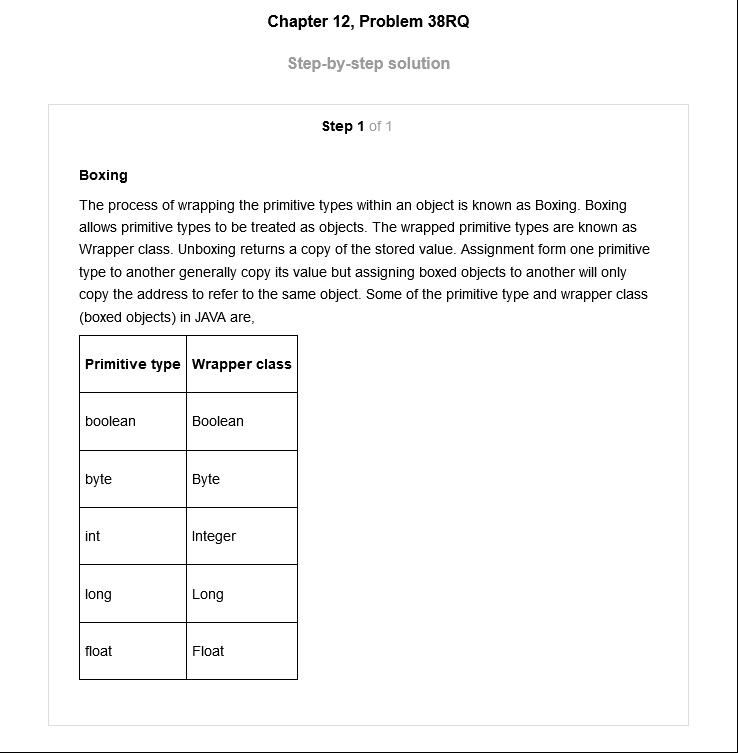 Chapter 12, Problem 38RQ
Step-by-step solution
Step 1 of 1
Boxing
The process of wrapping the primitive types within an object is known as Boxing. Boxing
allows primitive types to be treated as objects. The wrapped primitive types are known as
Wrapper class. Unboxing returns a copy of the stored value. Assignment form one primitive
type to another generally copy its value but assigning boxed objects to another will only
copy the address to refer to the same object. Some of the primitive type and wrapper class
(boxed objects) in JAVA are,
Primitive type Wrapper class
boolean Boolean
byte Byte
int Integer
long Long
float Float